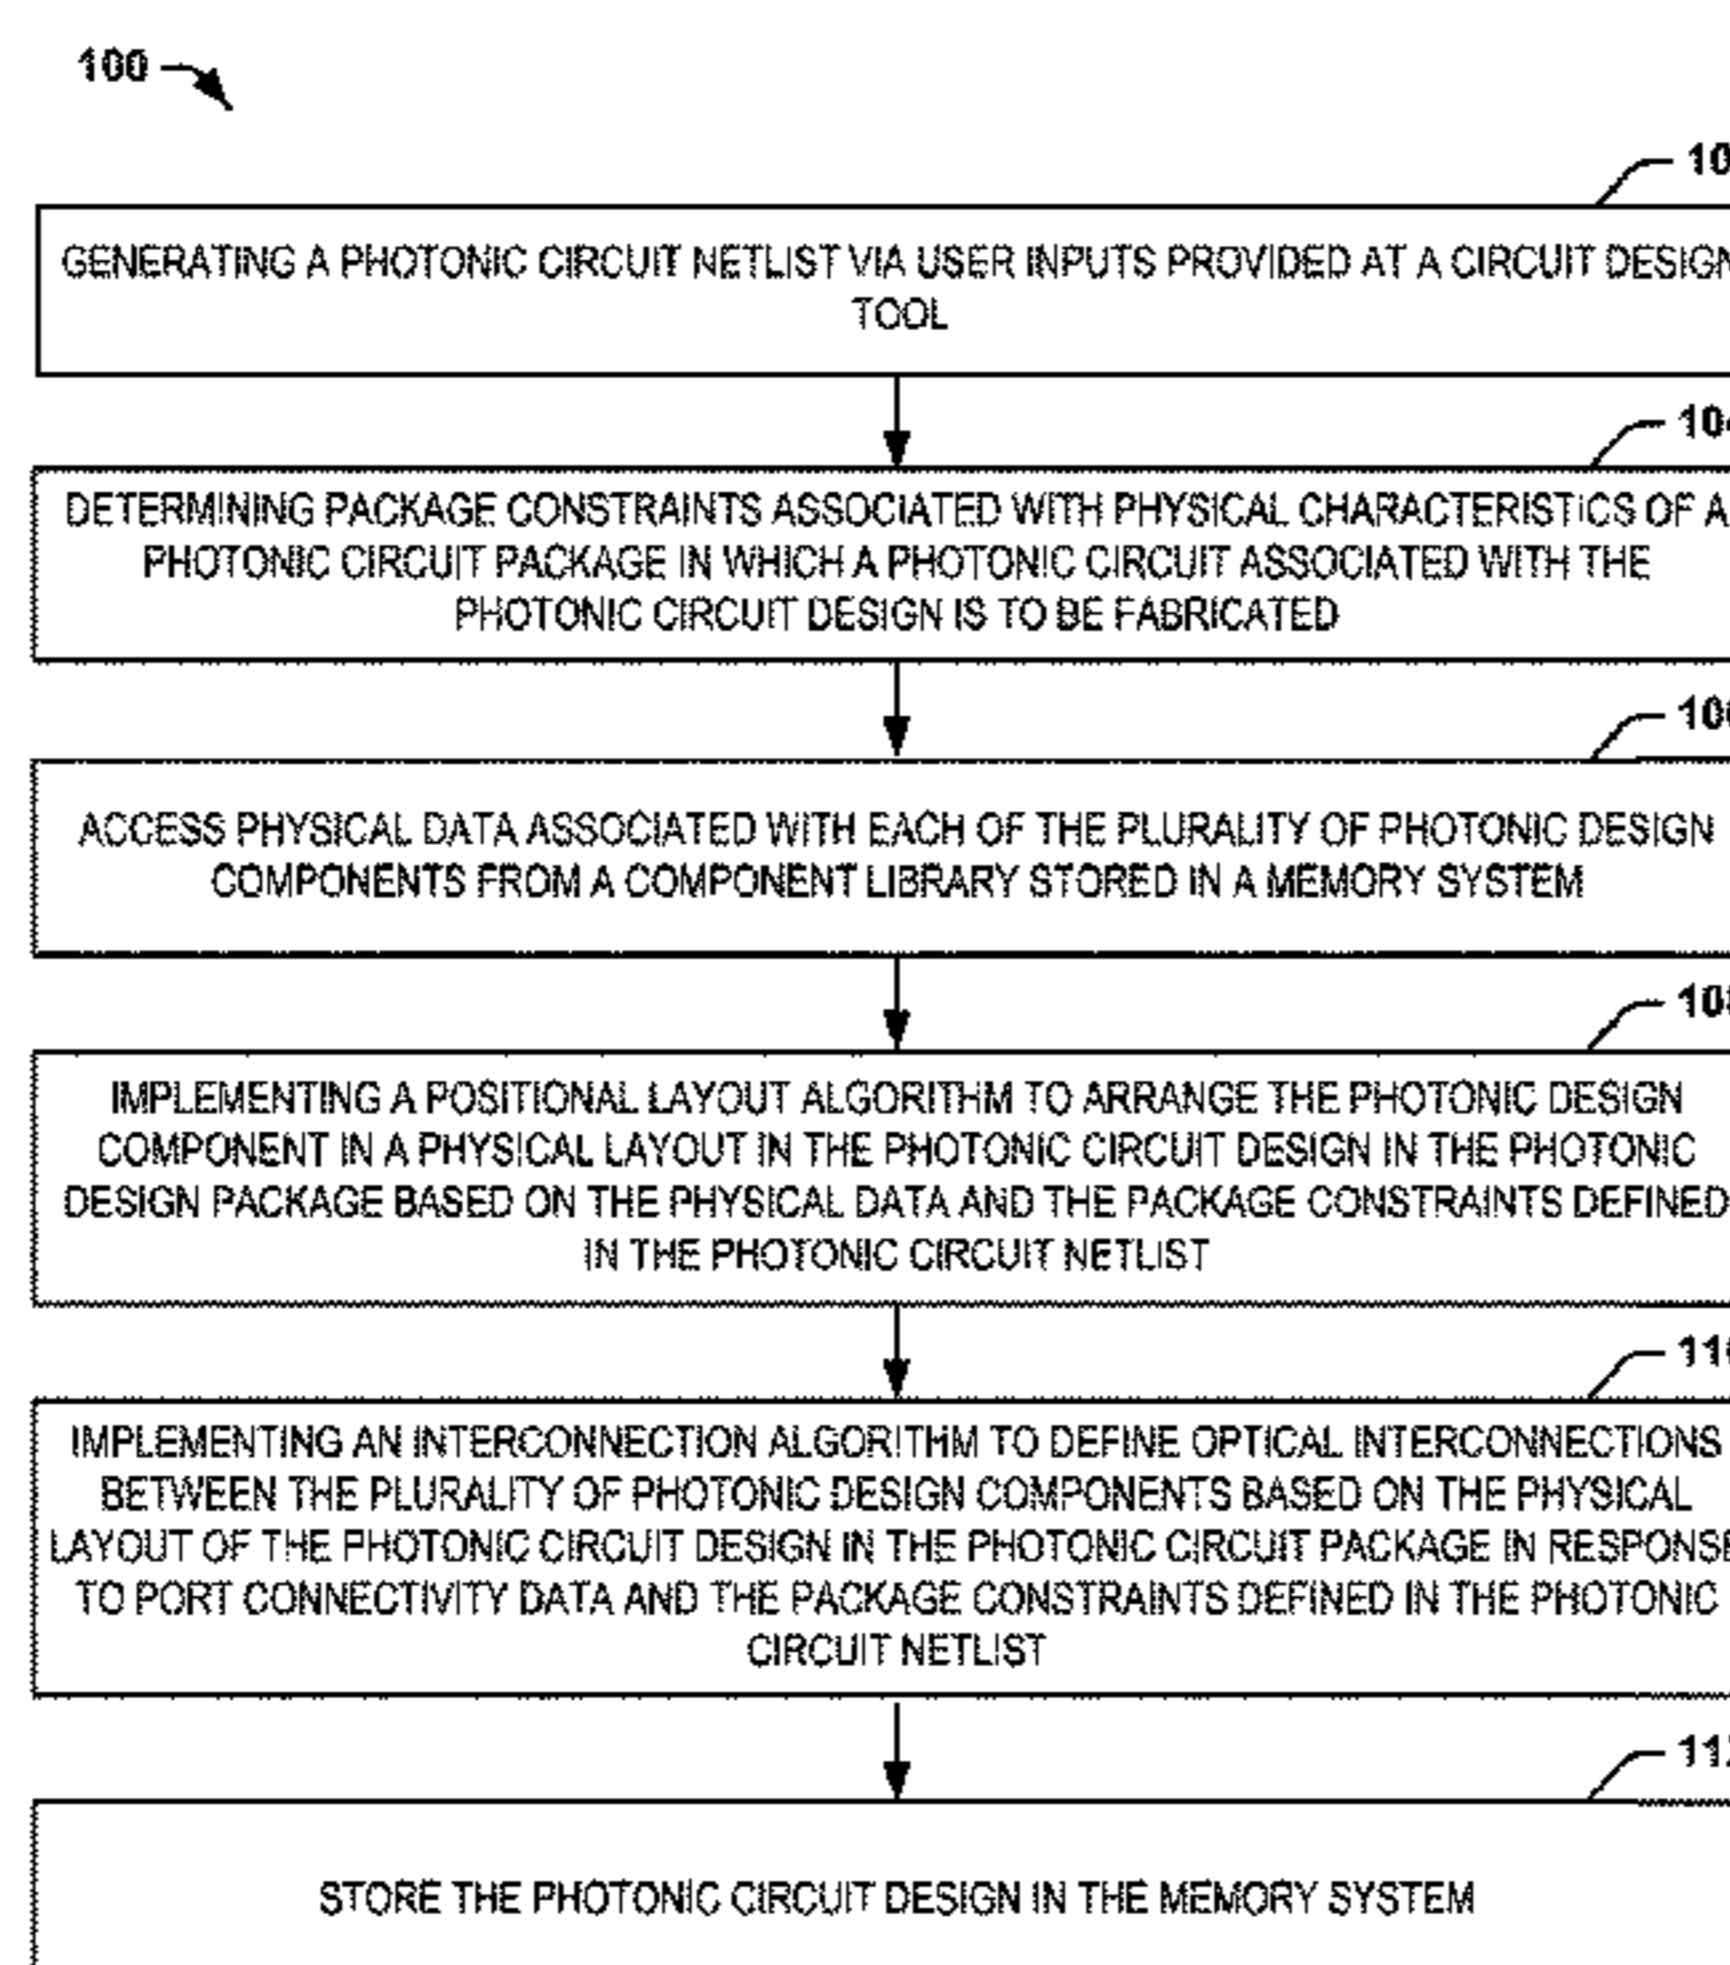 100
10
GENERATING A PHOTONIC CIRCUIT NETLIST VIA USER INPUTS PROVIDED AT A CIRCUIT DESIGN
TOOL
104
DETERMINING PACKAGE CONSTRAINTS ASSOCIATED WITH PHYSICAL CHARACTERISTICS OF A
PHOTONIC CIRCUIT PACKAGE IN WHICH A PHOTONIC CIRCUIT ASSOCIATED WITH THE
PHOTONIC CIRCUIT DESIGN IS TO BE FABRICATED
106
ACCESS PHYSICAL DATA ASSOCIATED WITH EACH OF THE PLURALITY OF PHOTONIC DESIGN
COMPONENTS FROM A COMPONENT LIBRARY STORED IN A MEMORY SYSTEM
108
IMPLEMENTING A POSITIONAL LAYOUT ALGORITHM TO ARRANGE THE PHOTONIC DESIGN
COMPONENT IN A PHYSICAL LAYOUT IN THE PHOTONIC CIRCUIT DESIGN IN THE PHOTONIC
DESIGN PACKAGE BASED ON THE PHYSICAL DATA AND THE PACKAGE CONSTRAINTS DEFINED
IN THE PHOTONIC CIRCUIT NETLIST
110
IMPLEMENTING AN INTERCONNECTION ALGORITHM TO DEFINE OPTICAL INTERCONNECTIONS
BETWEEN THE PLURALITY OF PHOTONIC DESIGN COMPONENTS BASED ON THE PHYSICAL
LAYOUT OF THE PHOTONIC CIRCUIT DESIGN IN THE PHOTONIC CIRCUIT PACKAGE IN RESPONSE
TO PORT CONNECTIVITY DATA AND THE PACKAGE CONSTRAINTS DEFINED IN THE PHOTONIC
CIRCUIT NETLIST
112
STORE THE PHOTONIC CIRCUIT DESIGN IN THE MEMORY SYSTEM